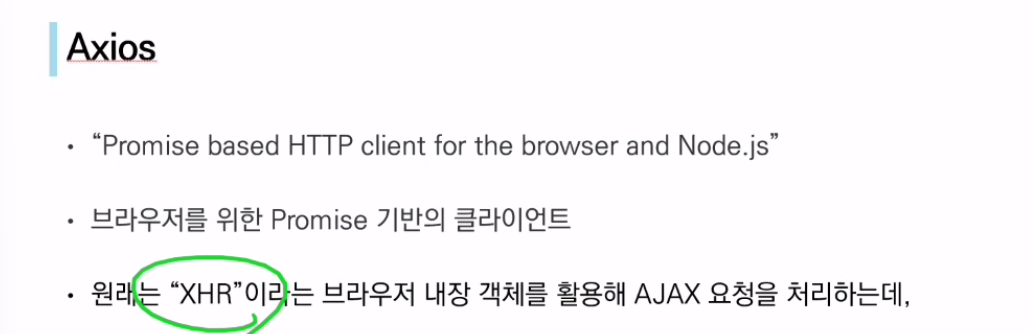 Axios
• “Promise based HTTP client for the browser and Node.js”
• 브라우저를 위한 Promise 기반의 클라이언트
• 원래는 “XHR”이라는 브라우저 내장 객체를 활용해 AJAX 요청을 처리하는데,